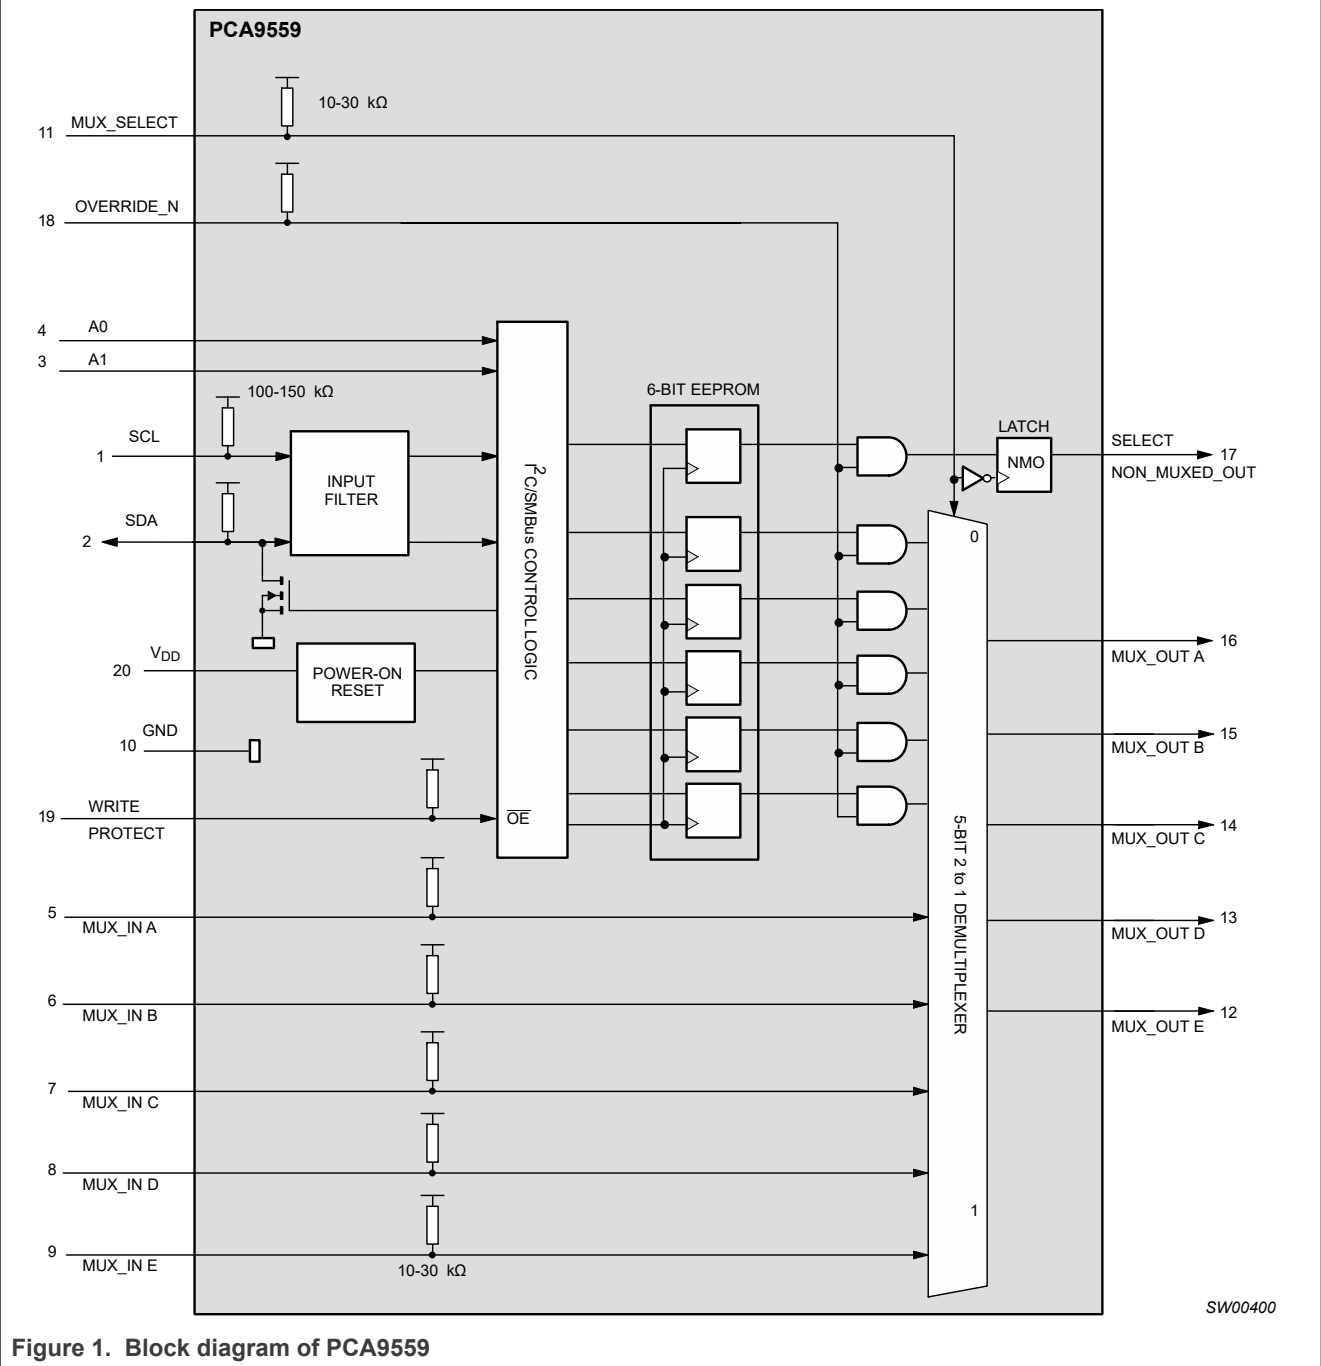 PCA9559
10-30 kΩ
11 MUX_SELECT
18 OVERRIDE_N
4 A0
3 A1
100-150 kΩ
6-BIT EEPROM
1 SCL
INPUT
FILTER
2 SDA
I2C/SMBus CONTROL LOGIC
LATCH
NMO
SELECT
17
NON_MUXED_OUT
0
16
MUX_OUT A
20 VDD
POWER-ON
RESET
10 GND
15
MUX_OUT B
19 WRITE
PROTECT
OE
14
MUX_OUT C
5-BIT 2 to 1 DEMULTIPLEXER
5
MUX_IN A
13
MUX_OUT D
6
MUX_IN B
12
MUX_OUT E
7
MUX_IN C
8
MUX_IN D
1
9
MUX_IN E
10-30 kΩ
SW00400
Figure 1. Block diagram of PCA9559